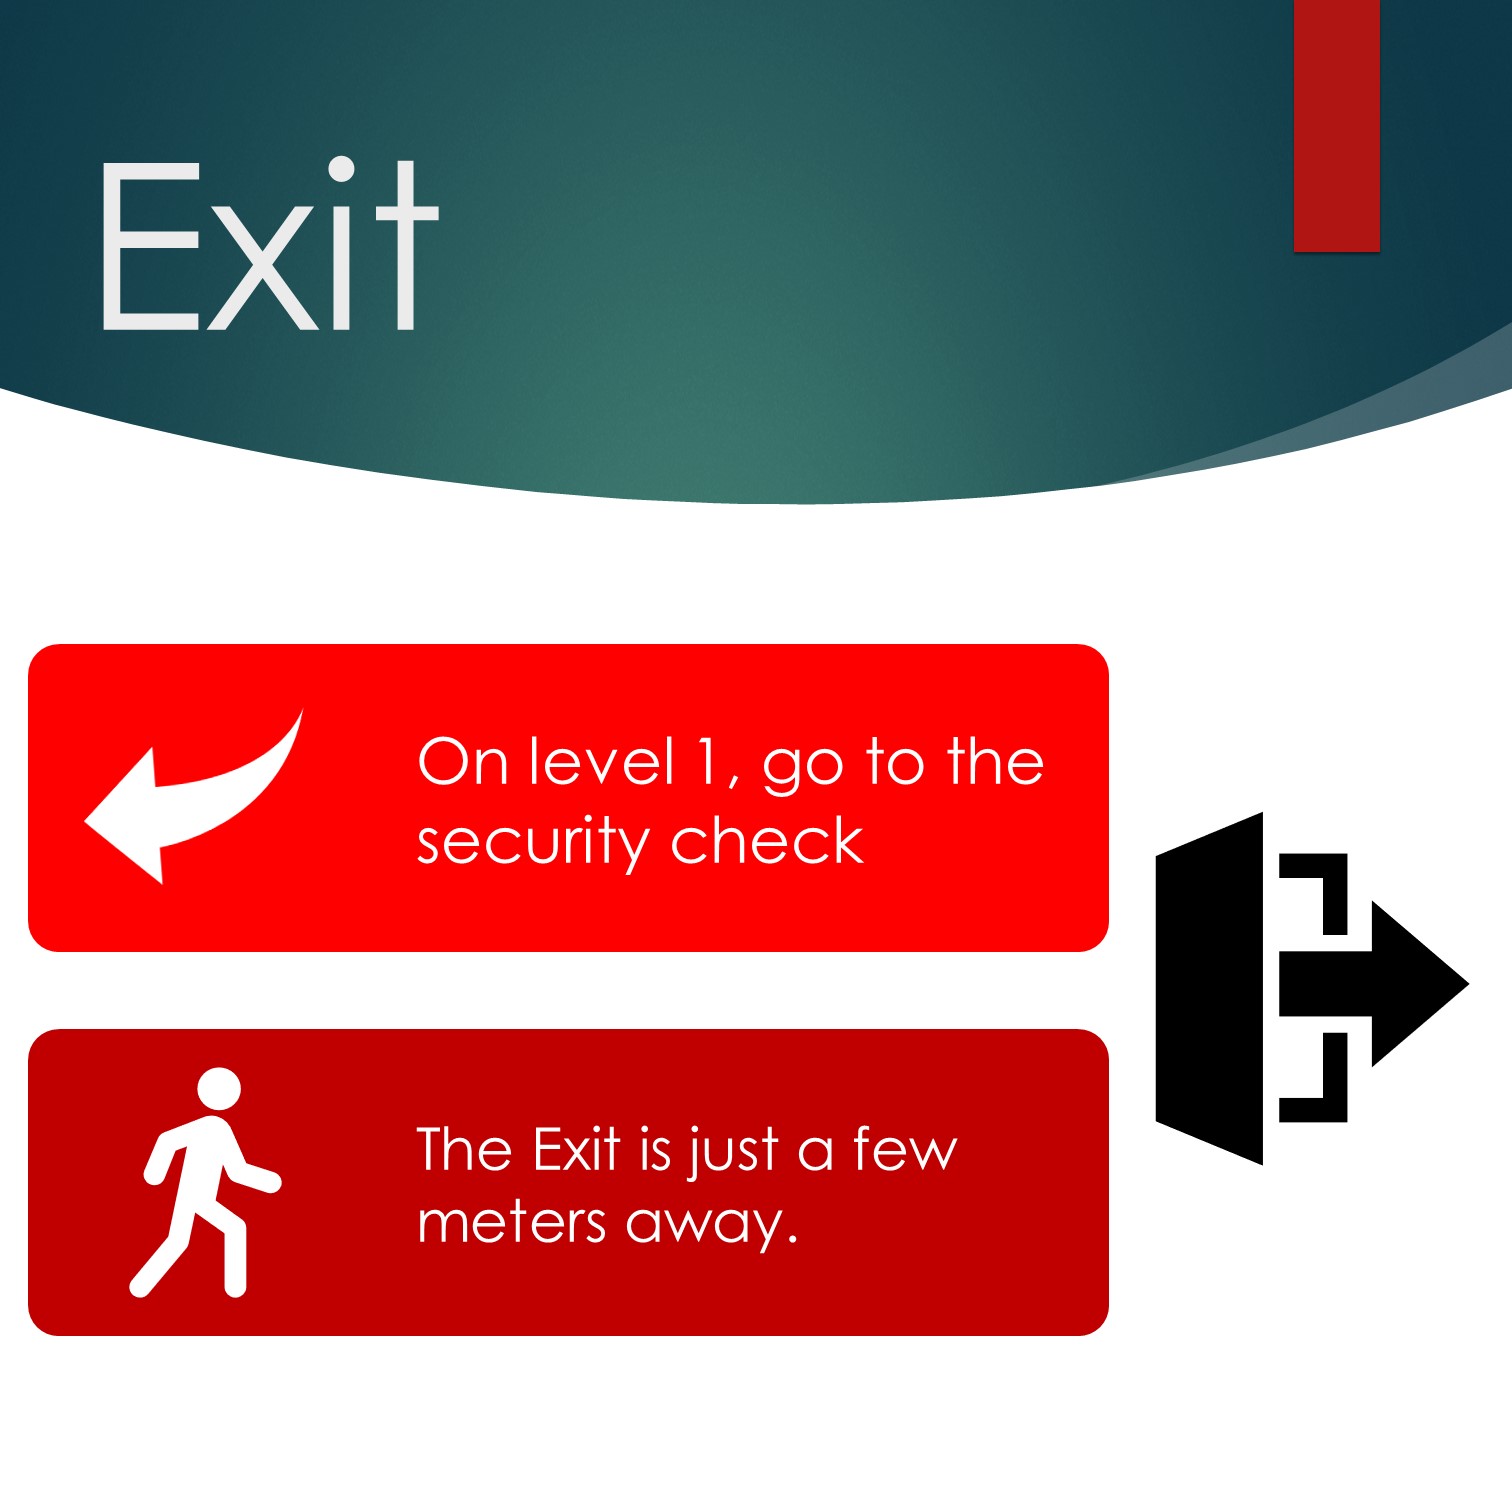 Exit
On level 1, go to the
security check
The Exit is just a few
meters away.